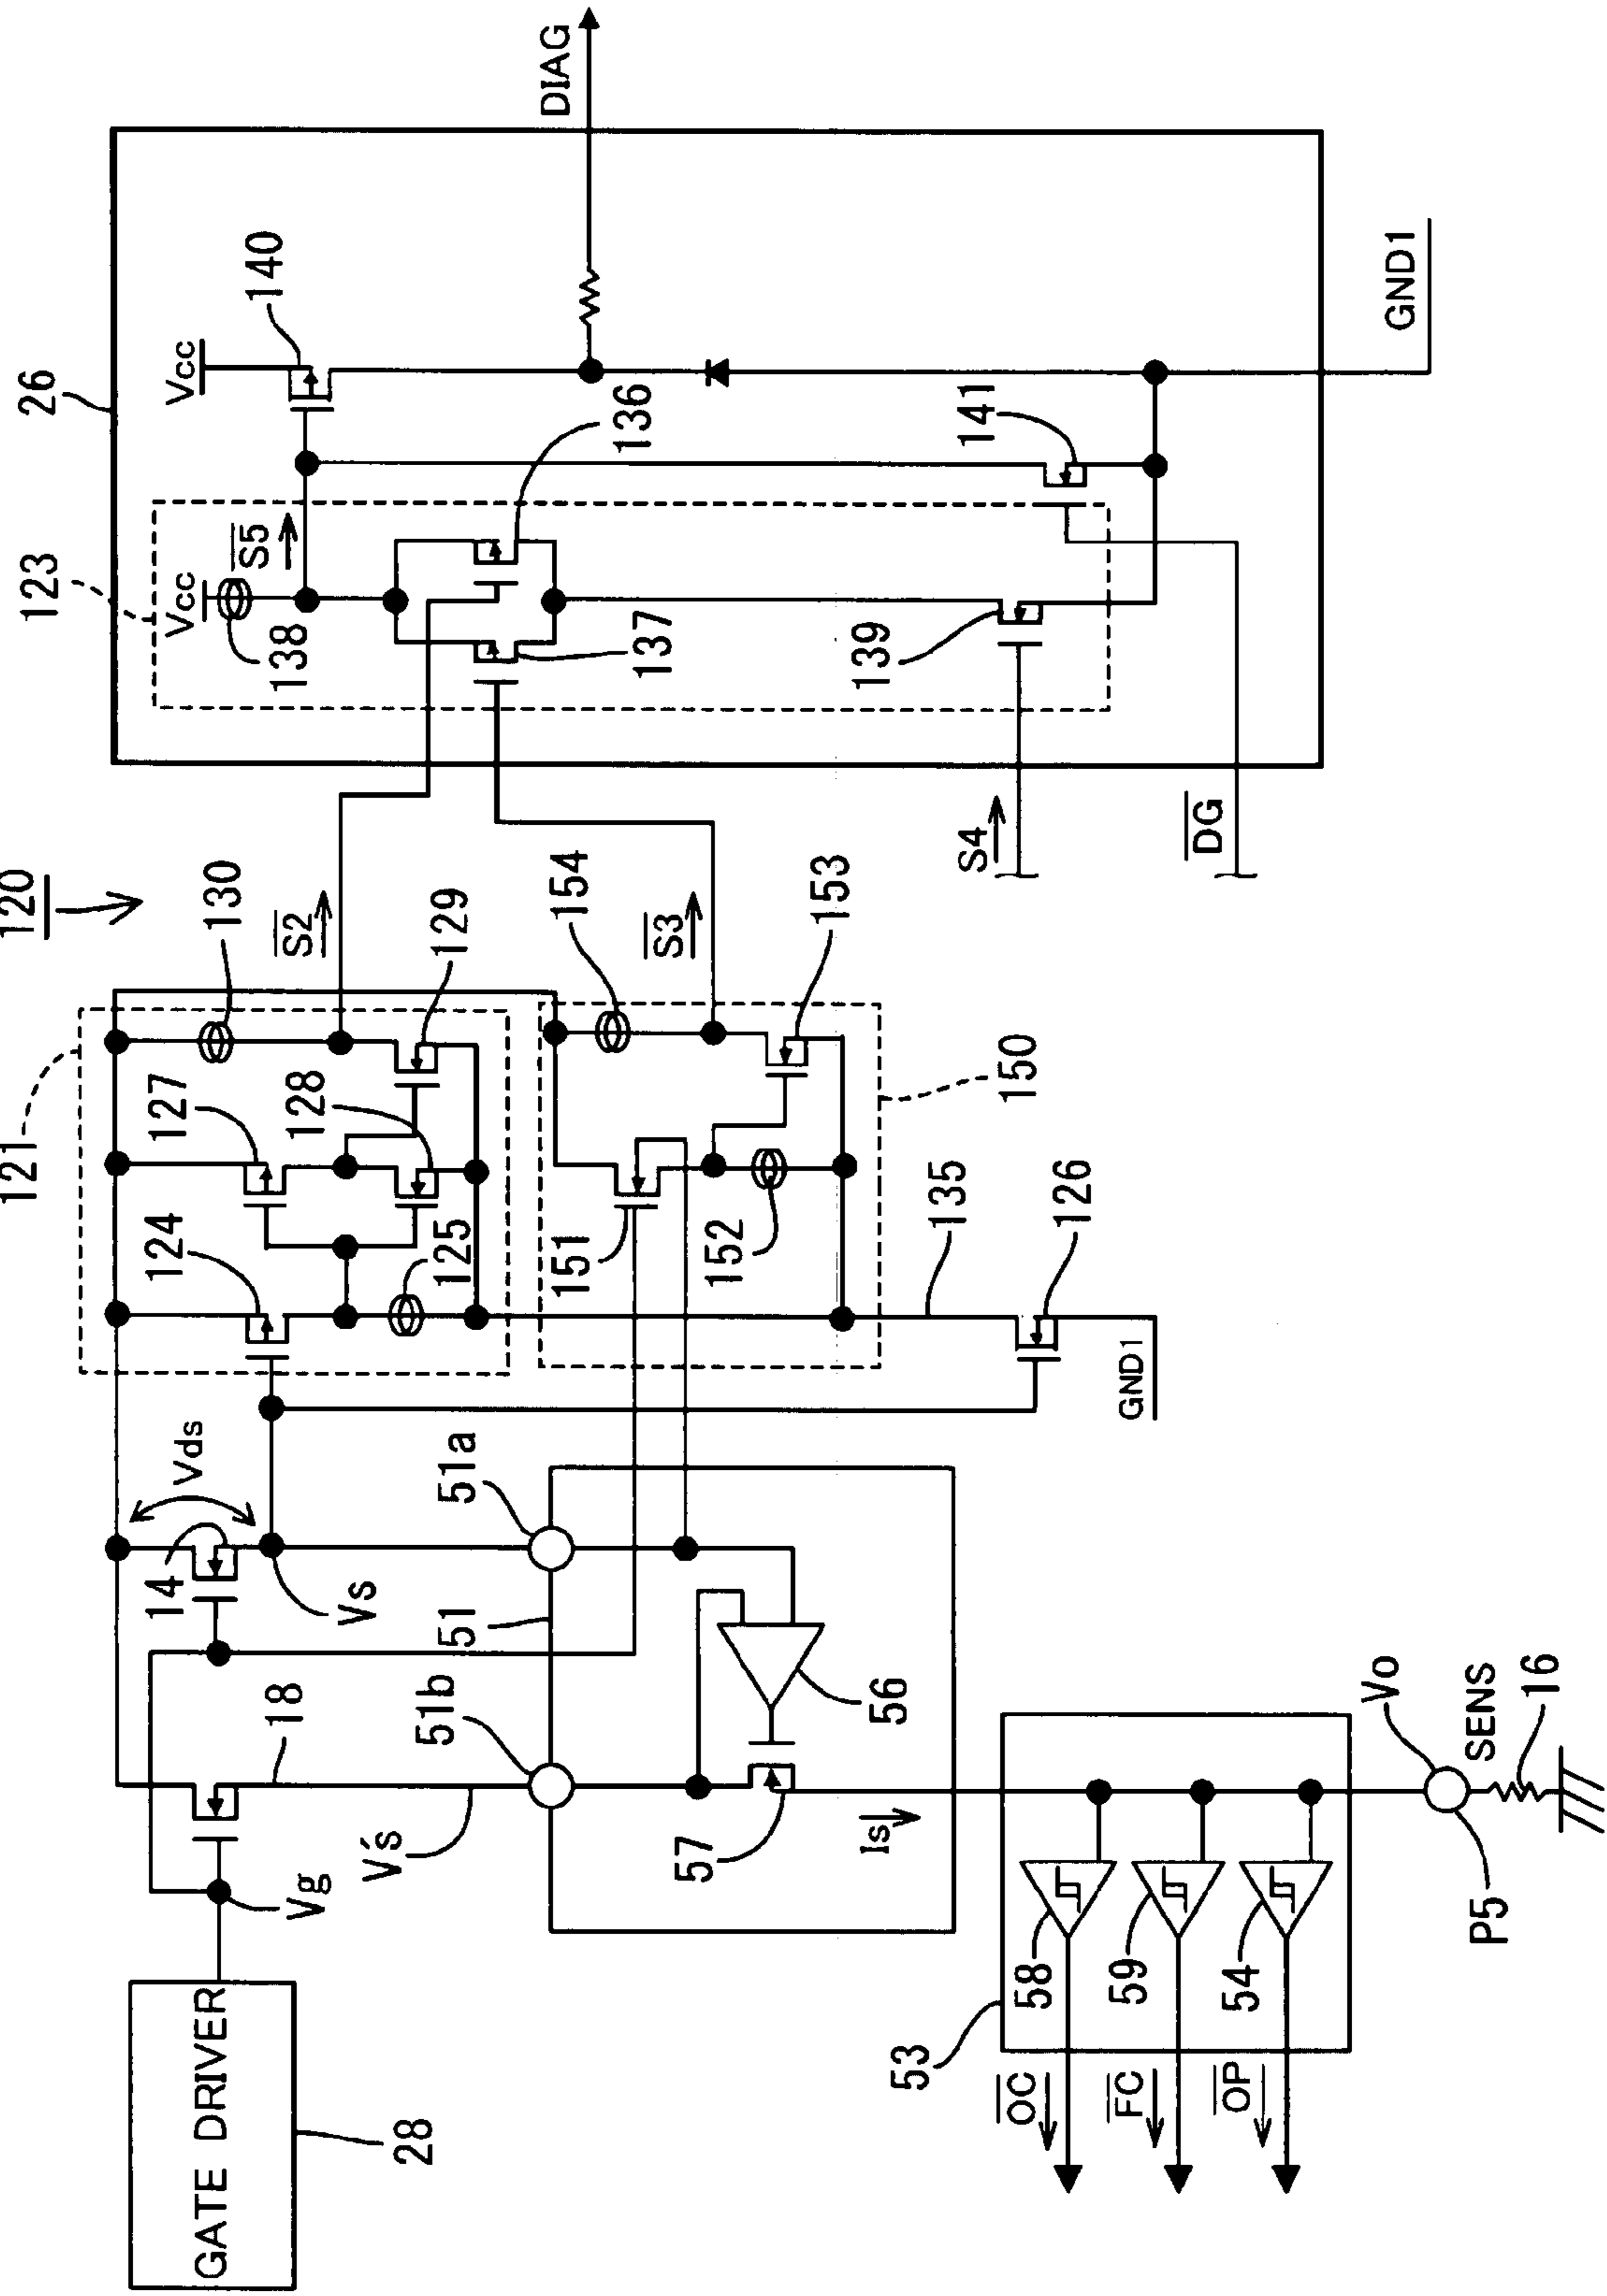 120
26
123
Vcc
Vcc
140
S5
138
136
137
139
141
DIAG
GND1
S4
DG
121
130
S2
129
127
128
124
125
154
S3
153
150
151
152
135
126
GND1
Vds
14
Vs
51a
51
51b
18
V's
Vg
GATE DRIVER
28
56
57
Is
53
58
59
54
OC
FC
OP
Vo
SENS
16
P5